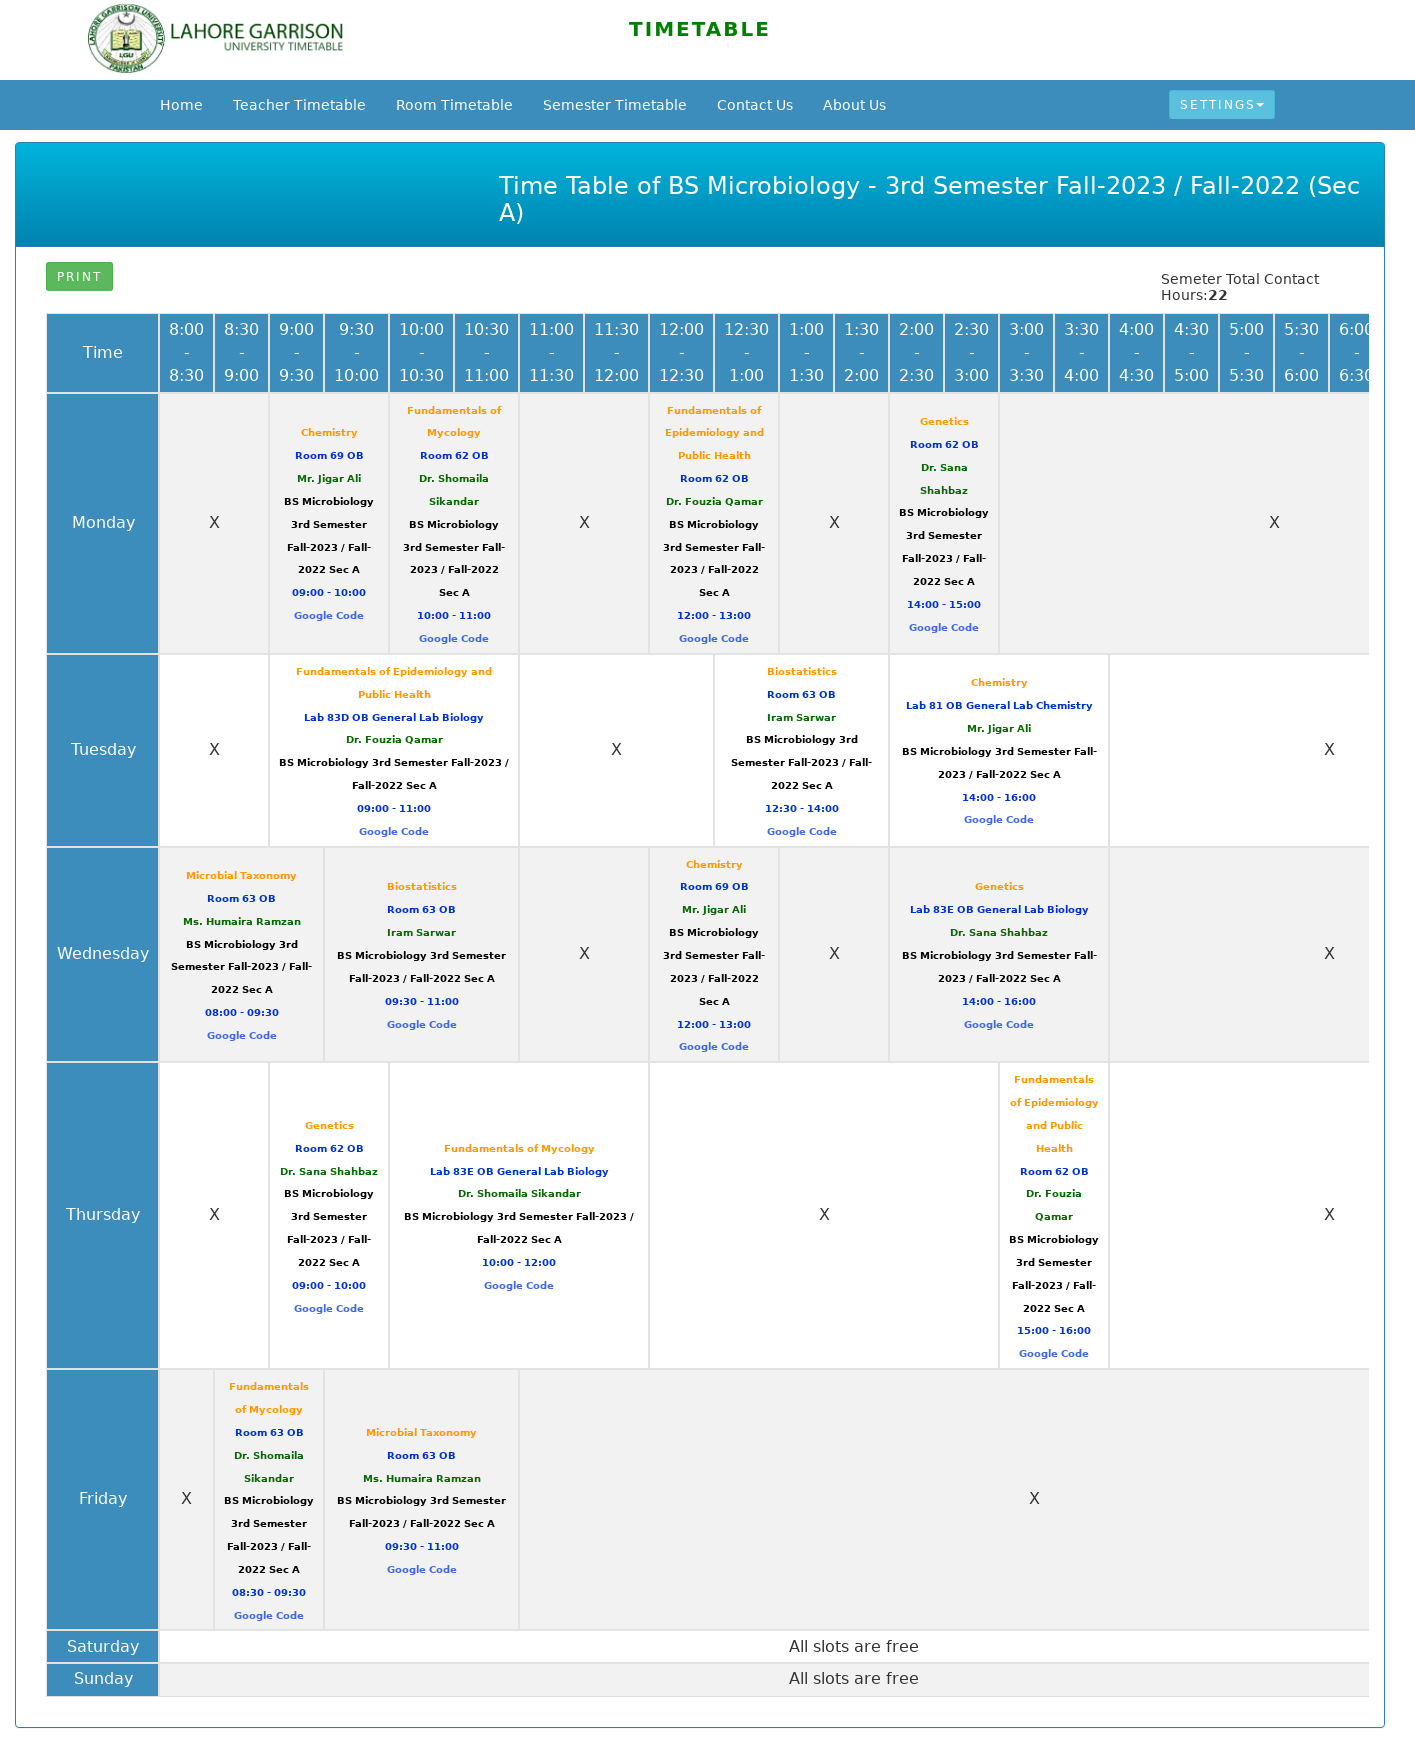 LAHORE GARRISON
UNIVERSITY TIMETABLE
TIMETABLE
Home
Teacher Timetable
Room Timetable
Semester Timetable
Contact Us
About Us
SETTINGS
Time Table of BS Microbiology - 3rd Semester Fall-2023 / Fall-2022 (Sec
A)
PRINT
Semeter Total Contact
Hours:22
Time
8:00
-
8:30
8:30
-
9:00
9:00
-
9:30
9:30
-
10:00
10:00
-
10:30
10:30
-
11:00
11:00
-
11:30
11:30
-
12:00
12:00
-
12:30
12:30
-
1:00
1:00
-
1:30
1:30
-
2:00
2:00
-
2:30
2:30
-
3:00
3:00
-
3:30
3:30
-
4:00
4:00
-
4:30
4:30
-
5:00
5:00
-
5:30
5:30
-
6:00
6:00
-
6:30
Monday
X
Chemistry
Room 69 OB
Mr. Jigar Ali
BS Microbiology
3rd Semester
Fall-2023 / Fall-
2022 Sec A
09:00 - 10:00
Google Code
Fundamentals of
Mycology
Room 62 OB
Dr. Shomaila
Sikandar
BS Microbiology
3rd Semester Fall-
2023 / Fall-2022
Sec A
10:00 - 11:00
Google Code
X
Fundamentals of
Epidemiology and
Public Health
Room 62 OB
Dr. Fouzia Qamar
BS Microbiology
3rd Semester Fall-
2023 / Fall-2022
Sec A
12:00 - 13:00
Google Code
X
Genetics
Room 62 OB
Dr. Sana
Shahbaz
BS Microbiology
3rd Semester
Fall-2023 / Fall-
2022 Sec A
14:00 - 15:00
Google Code
X
Tuesday
X
Fundamentals of Epidemiology and
Public Health
Lab 83D OB General Lab Biology
Dr. Fouzia Qamar
BS Microbiology 3rd Semester Fall-2023 /
Fall-2022 Sec A
09:00 - 11:00
Google Code
X
Biostatistics
Room 63 OB
Iram Sarwar
BS Microbiology 3rd
Semester Fall-2023 / Fall-
2022 Sec A
12:30 - 14:00
Google Code
Chemistry
Lab 81 OB General Lab Chemistry
Mr. Jigar Ali
BS Microbiology 3rd Semester Fall-
2023 / Fall-2022 Sec A
14:00 - 16:00
Google Code
X
Wednesday
Microbial Taxonomy
Room 63 OB
Ms. Humaira Ramzan
BS Microbiology 3rd
Semester Fall-2023 / Fall-
2022 Sec A
08:00 - 09:30
Google Code
Biostatistics
Room 63 OB
Iram Sarwar
BS Microbiology 3rd Semester
Fall-2023 / Fall-2022 Sec A
09:30 - 11:00
Google Code
X
Chemistry
Room 69 OB
Mr. Jigar Ali
BS Microbiology
3rd Semester Fall-
2023 / Fall-2022
Sec A
12:00 - 13:00
Google Code
X
Genetics
Lab 83E OB General Lab Biology
Dr. Sana Shahbaz
BS Microbiology 3rd Semester Fall-
2023 / Fall-2022 Sec A
14:00 - 16:00
Google Code
X
Thursday
X
Genetics
Room 62 OB
Dr. Sana Shahbaz
BS Microbiology
3rd Semester
Fall-2023 / Fall-
2022 Sec A
09:00 - 10:00
Google Code
Fundamentals of Mycology
Lab 83E OB General Lab Biology
Dr. Shomaila Sikandar
BS Microbiology 3rd Semester Fall-2023 /
Fall-2022 Sec A
10:00 - 12:00
Google Code
X
Fundamentals
of Epidemiology
and Public
Health
Room 62 OB
Dr. Fouzia
Qamar
BS Microbiology
3rd Semester
Fall-2023 / Fall-
2022 Sec A
15:00 - 16:00
Google Code
X
Friday
X
Fundamentals
of Mycology
Room 63 OB
Dr. Shomaila
Sikandar
BS Microbiology
3rd Semester
Fall-2023 / Fall-
2022 Sec A
08:30 - 09:30
Google Code
Microbial Taxonomy
Room 63 OB
Ms. Humaira Ramzan
BS Microbiology 3rd Semester
Fall-2023 / Fall-2022 Sec A
09:30 - 11:00
Google Code
X
Saturday
All slots are free
Sunday
All slots are free